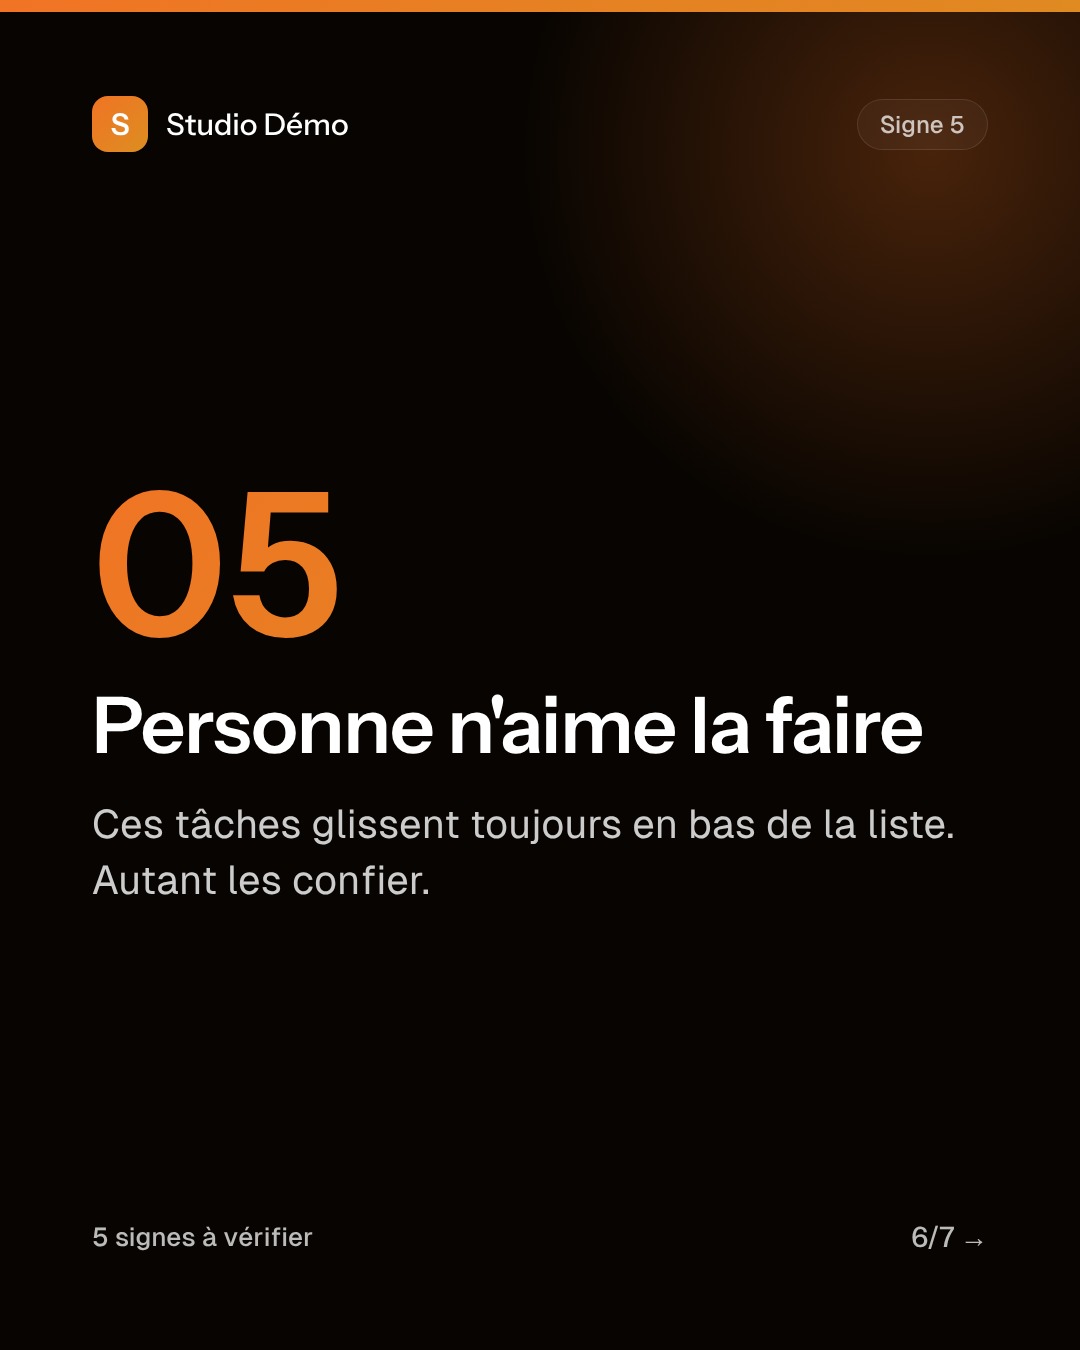 S
Studio Démo
Signe 5
05
Personne n'aime la faire
Ces tâches glissent toujours en bas de la liste.
Autant les confier.
5 signes à vérifier
6/7 →